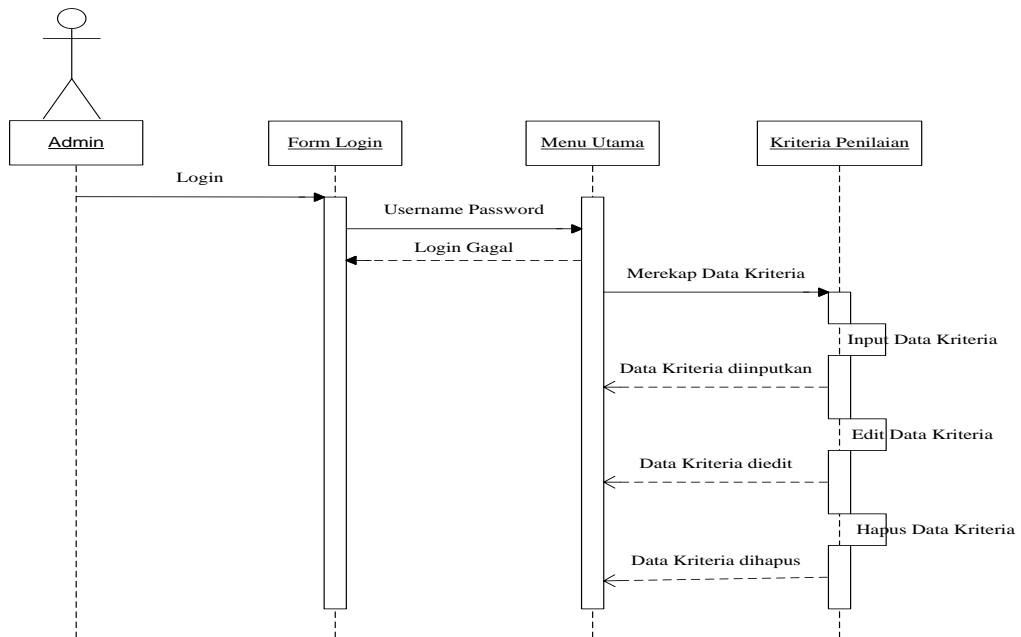 Admin
Form Login
Menu Utama
Kriteria Penilaian
Login
Username Password
Login Gagal
Merekap Data Kriteria
Input Data Kriteria
Data Kriteria diinputkan
Edit Data Kriteria
Data Kriteria diedit
Hapus Data Kriteria
Data Kriteria dihapus